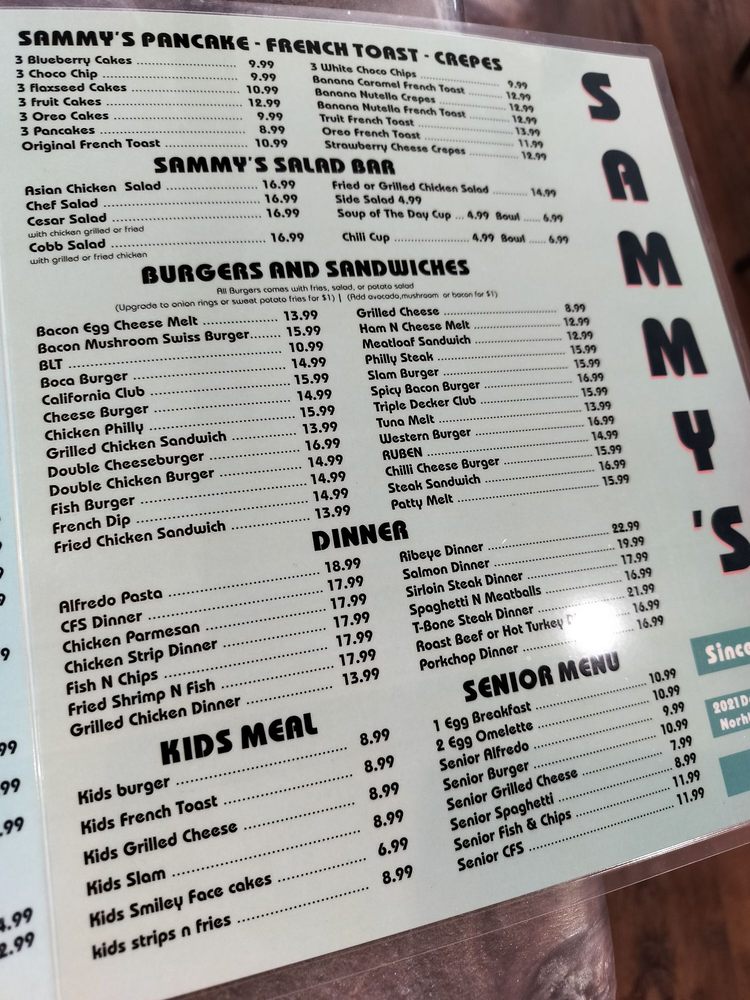 SAMMY'S PANCAKE - FRENCH TOAST - CREPES
3 Blueberry Cakes 9.99
3 Choco Chip 9.99
3 flaxseed Cakes 10.99
3 fruit Cakes 12.99
3 Oreo Cakes 9.99
3 Pancakes 8.99
Original French Toast 10.99
3 White Choco Chips 9.99
Banana Caramel French Toast 12.99
Banana Nutella Crepes 12.99
Banana Nutella French Toast 12.99
Truit French Toast 13.99
Oreo French Toast 11.99
Strawberry Cheese Crepes 12.99
SAMMY'S SALAD BAR
Asian Chicken Salad 16.99
Chef Salad 16.99
Cesar Salad 16.99
with chicken grilled or fried
Cobb Salad 16.99
with grilled or fried chicken
Fried or Grilled Chicken Salad 14.99
Side Salad 4.99
Soup of The Day Cup ... 4.99 Bowl ..... 6.99
Chili Cup 4.99 Bowl ...... 6.99
BURGERS AND SANDWICHES
All Burgers comes with fries, salad, or potato salad
(Upgrade to onion rings or sweet potato fries for $1) | (Add avocado,mushroom or bacon for $1)
Bacon Egg Cheese Melt 13.99
Bacon Mushroom Swiss Burger 15.99
BLT 10.99
Boca Burger 14.99
California Club 15.99
Cheese Burger 14.99
Chicken Philly 15.99
Grilled Chicken Sandwich 13.99
Double Cheeseburger 16.99
Double Chicken Burger 14.99
Fish Burger 14.99
French Dip 14.99
Fried Chicken Sandwich 13.99
Grilled Cheese 8.99
Ham N Cheese Melt 12.99
Meatloaf Sandwich 12.99
Philly Steak 15.99
Slam Burger 15.99
Spicy Bacon Burger 16.99
Triple Decker Club 15.99
Tuna Melt 13.99
Western Burger 16.99
RUBEN 14.99
Chilli Cheese Burger 15.99
Steak Sandwich 16.99
Patty Melt 15.99
DINNER
Alfredo Pasta 18.99
CFS Dinner 17.99
Chicken Parmesan 17.99
Chicken Strip Dinner 17.99
Fish N Chips 17.99
Fried Shrimp N Fish 17.99
Grilled Chicken Dinner 13.99
Ribeye Dinner 22.99
Salmon Dinner 19.99
Sirloin Steak Dinner 17.99
Spaghetti N Meatballs 16.99
T-Bone Steak Dinner 21.99
Roast Beef or Hot Turkey 16.99
Porkchop Dinner 16.99
KIDS MEAL
Kids burger 8.99
Kids French Toast 8.99
Kids Grilled Cheese 8.99
Kids Slam 8.99
Kids Smiley Face cakes 6.99
kids strips n fries 8.99
SENIOR MENU
1 Egg Breakfast 10.99
2 Egg Omelette 10.99
Senior Alfredo 9.99
Senior Burger 10.99
Senior Grilled Cheese 7.99
Senior Spaghetti 8.99
Senior Fish & Chips 11.99
Senior CFS 11.99
SAMMY'S
Since
2021